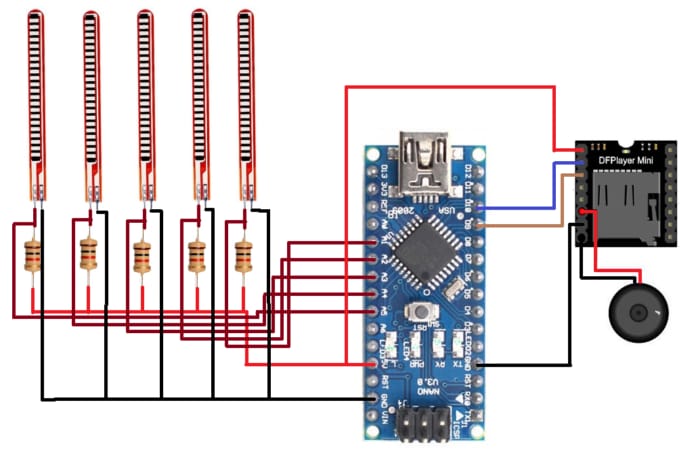 DFPlayer Mini
D13
3V3
REF
A0
A1
A2
A3
A4
A5
A6
5V
RST
GND
VIN
USA
2009
RST
LED4
PWR
RX
TX
NANO
V3.0
ICSP
D12
D11
D10
D9
D8
D7
D6
D5
D4
D3
GND
RST
RX0
TX1